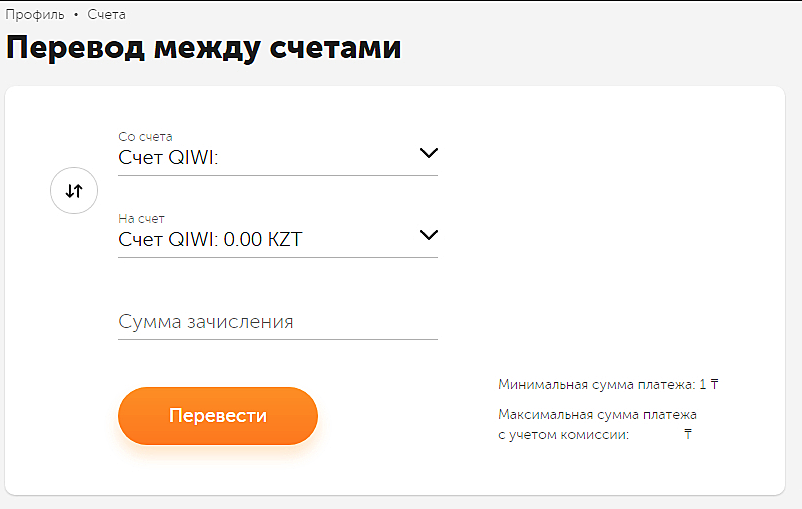 Профиль • Счета
Перевод между счетами
Со счета
Счет QIWI:
На счет
Счет QIWI: 0.00 KZT
Сумма зачисления
Перевести
Минимальная сумма платежа: 1 ₸
Максимальная сумма платежа
с учетом комиссии: ₸